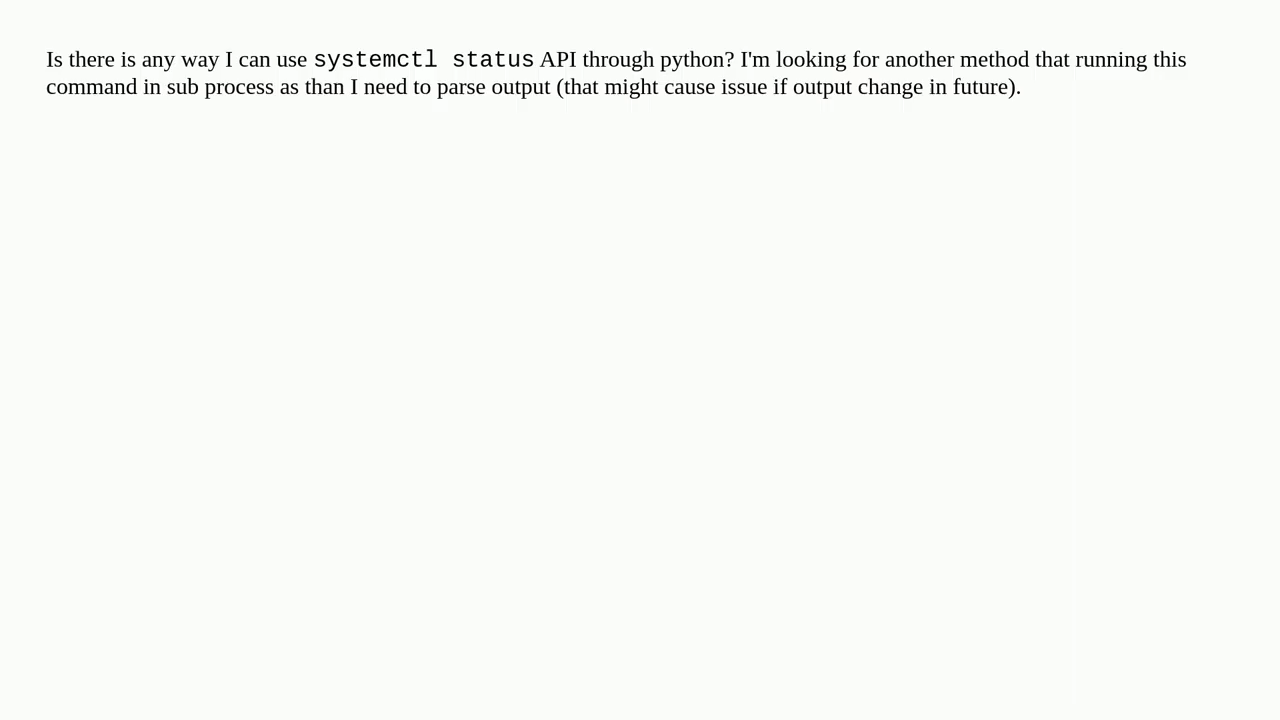 Is there is any way I can use systemctl status API through python? I'm looking for another method that running this
command in sub process as than I need to parse output (that might cause issue if output change in future).